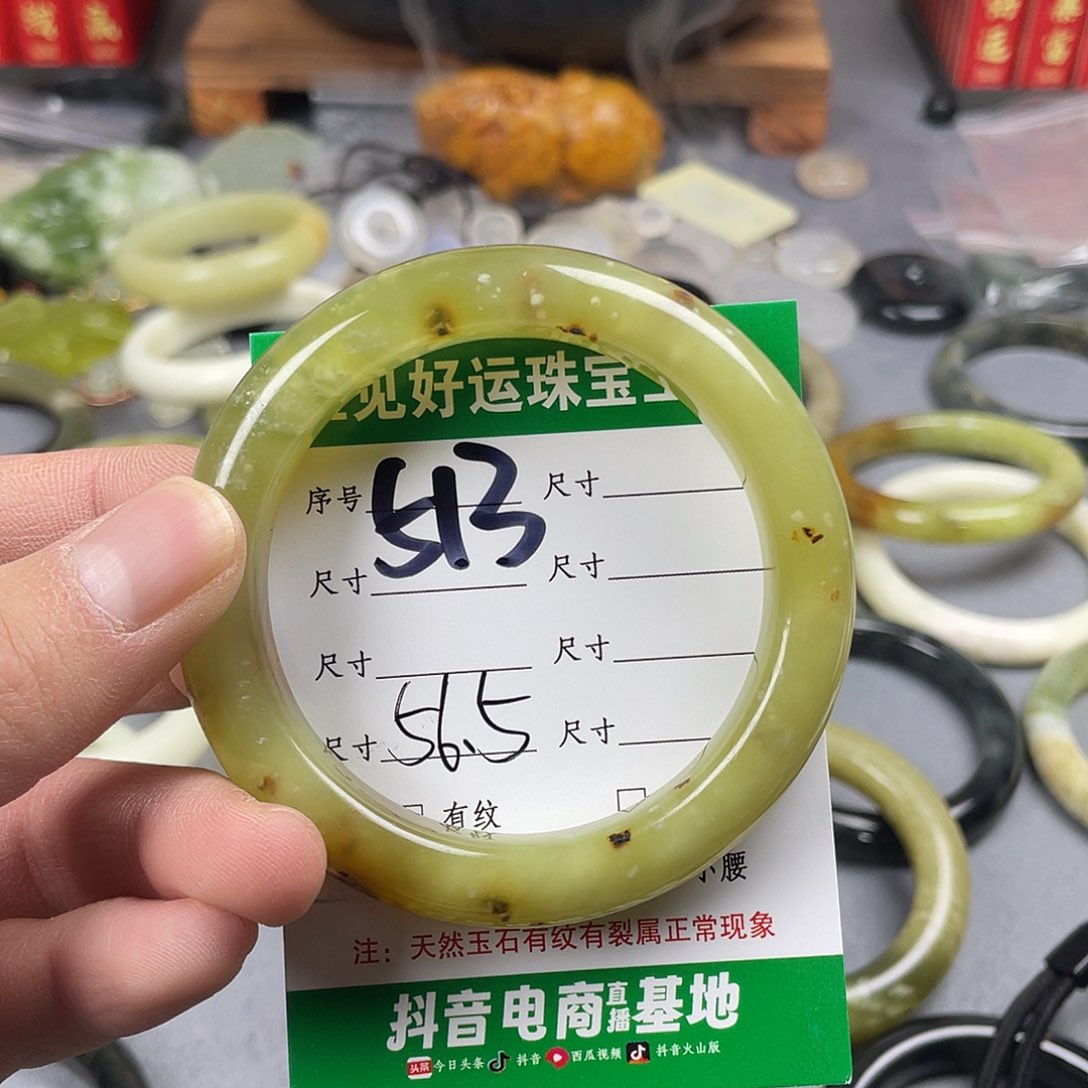 见好运珠宝
序号 513 尺寸
尺寸 尺寸
尺寸 尺寸
尺寸 56.5 尺寸
有纹
小腰
注：天然玉石有纹有裂属正常现象
抖音电商直播基地
头条 今日头条 抖音 西瓜视频 抖音火山版